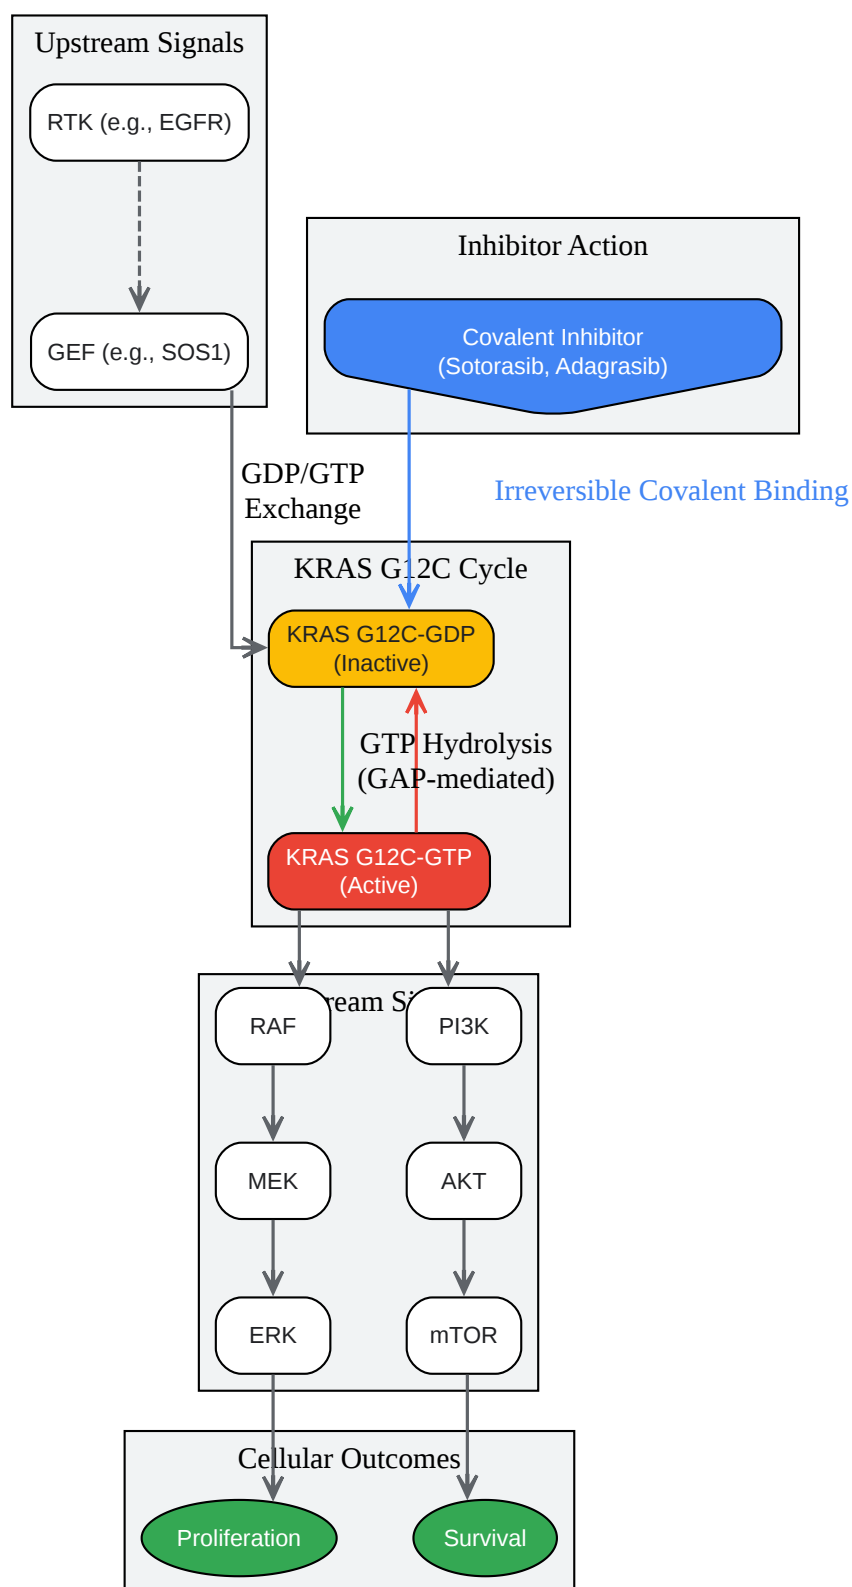 Upstream Signals
RTK (e.g., EGFR)
GEF (e.g., SOS1)
Inhibitor Action
Covalent Inhibitor
(Sotorasib, Adagrasib)
GDP/GTP
Exchange
Irreversible Covalent Binding
KRAS G12C Cycle
KRAS G12C-GDP
(Inactive)
GTP Hydrolysis
(GAP-mediated)
KRAS G12C-GTP
(Active)
RAF
PI3K
MEK
AKT
ERK
mTOR
Cellular Outcomes
Proliferation
Survival